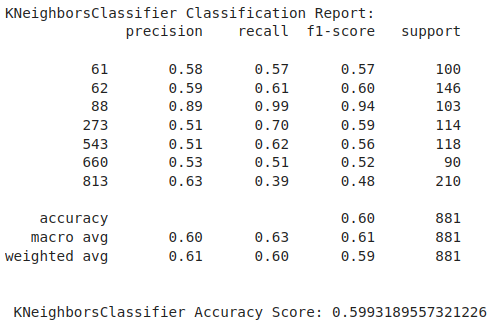 KNeighborsClassifier Classification Report:
precision recall f1-score support
61 0.58 0.57 0.57 100
62 0.59 0.61 0.60 146
88 0.89 0.99 0.94 103
273 0.51 0.70 0.59 114
543 0.51 0.62 0.56 118
660 0.53 0.51 0.52 90
813 0.63 0.39 0.48 210
accuracy 0.60 881
macro avg 0.60 0.63 0.61 881
weighted avg 0.61 0.60 0.59 881
KNeighborsClassifier Accuracy Score: 0.5993189557321226